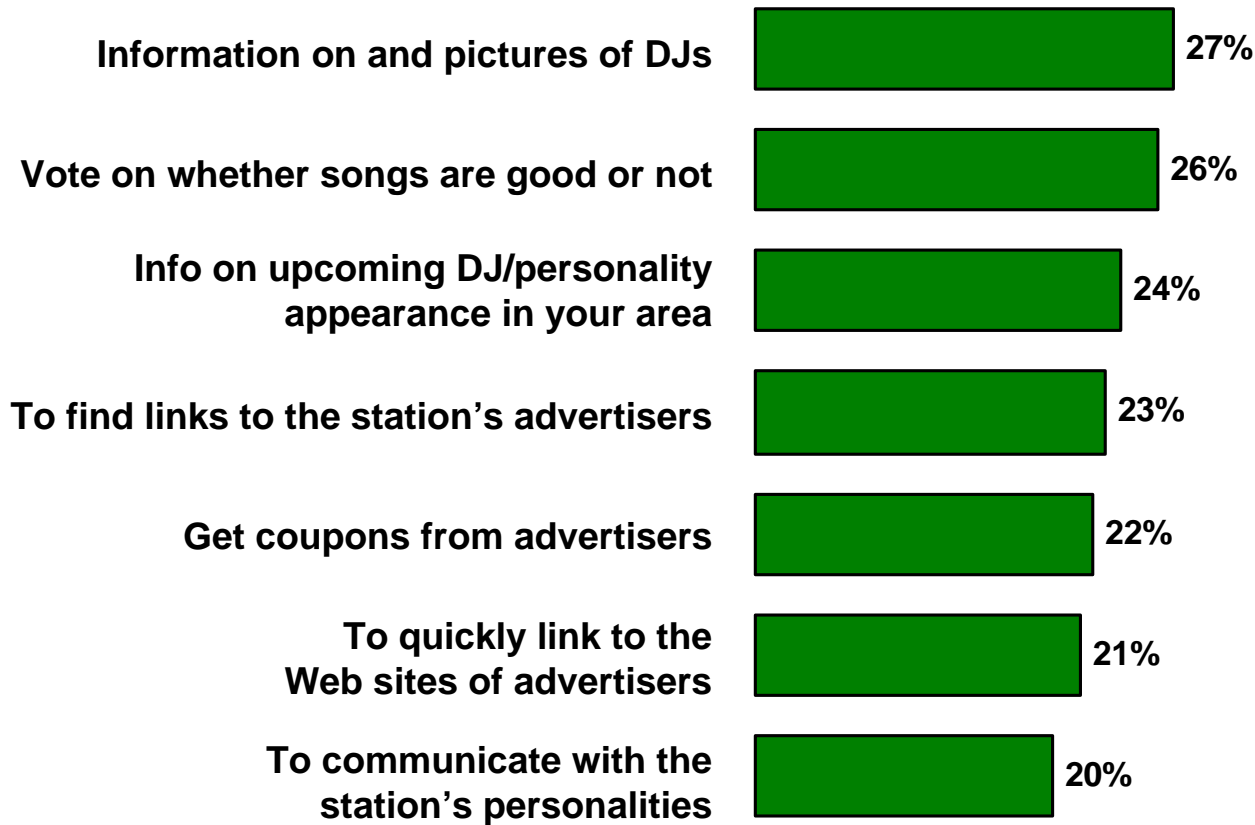 Information on and pictures of DJs
27%
Vote on whether songs are good or not
26%
Info on upcoming DJ/personality
appearance in your area
24%
To find links to the station’s advertisers
23%
Get coupons from advertisers
22%
To quickly link to the
Web sites of advertisers
21%
To communicate with the
station’s personalities
20%